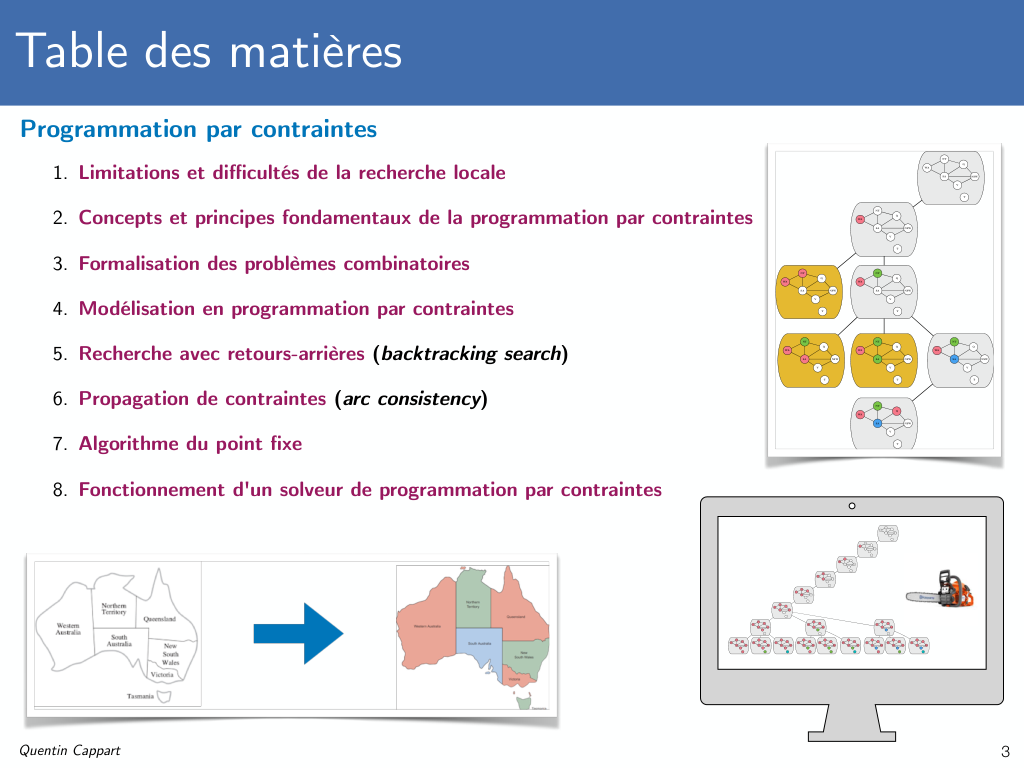 Table des matières
Programmation par contraintes
1. Limitations et difficultés de la recherche locale
2. Concepts et principes fondamentaux de la programmation par contraintes
3. Formalisation des problèmes combinatoires
4. Modélisation en programmation par contraintes
5. Recherche avec retours-arrières (backtracking search)
6. Propagation de contraintes (arc consistency)
7. Algorithme du point fixe
8. Fonctionnement d'un solveur de programmation par contraintes
Northern
Territory
Queensland
Western
Australia
South
Australia
New
South
Wales
Victoria
Tasmania
Northern
Territory
Queensland
Western Australia
South Australia
New
South Wales
Victoria
Quentin Cappart
3